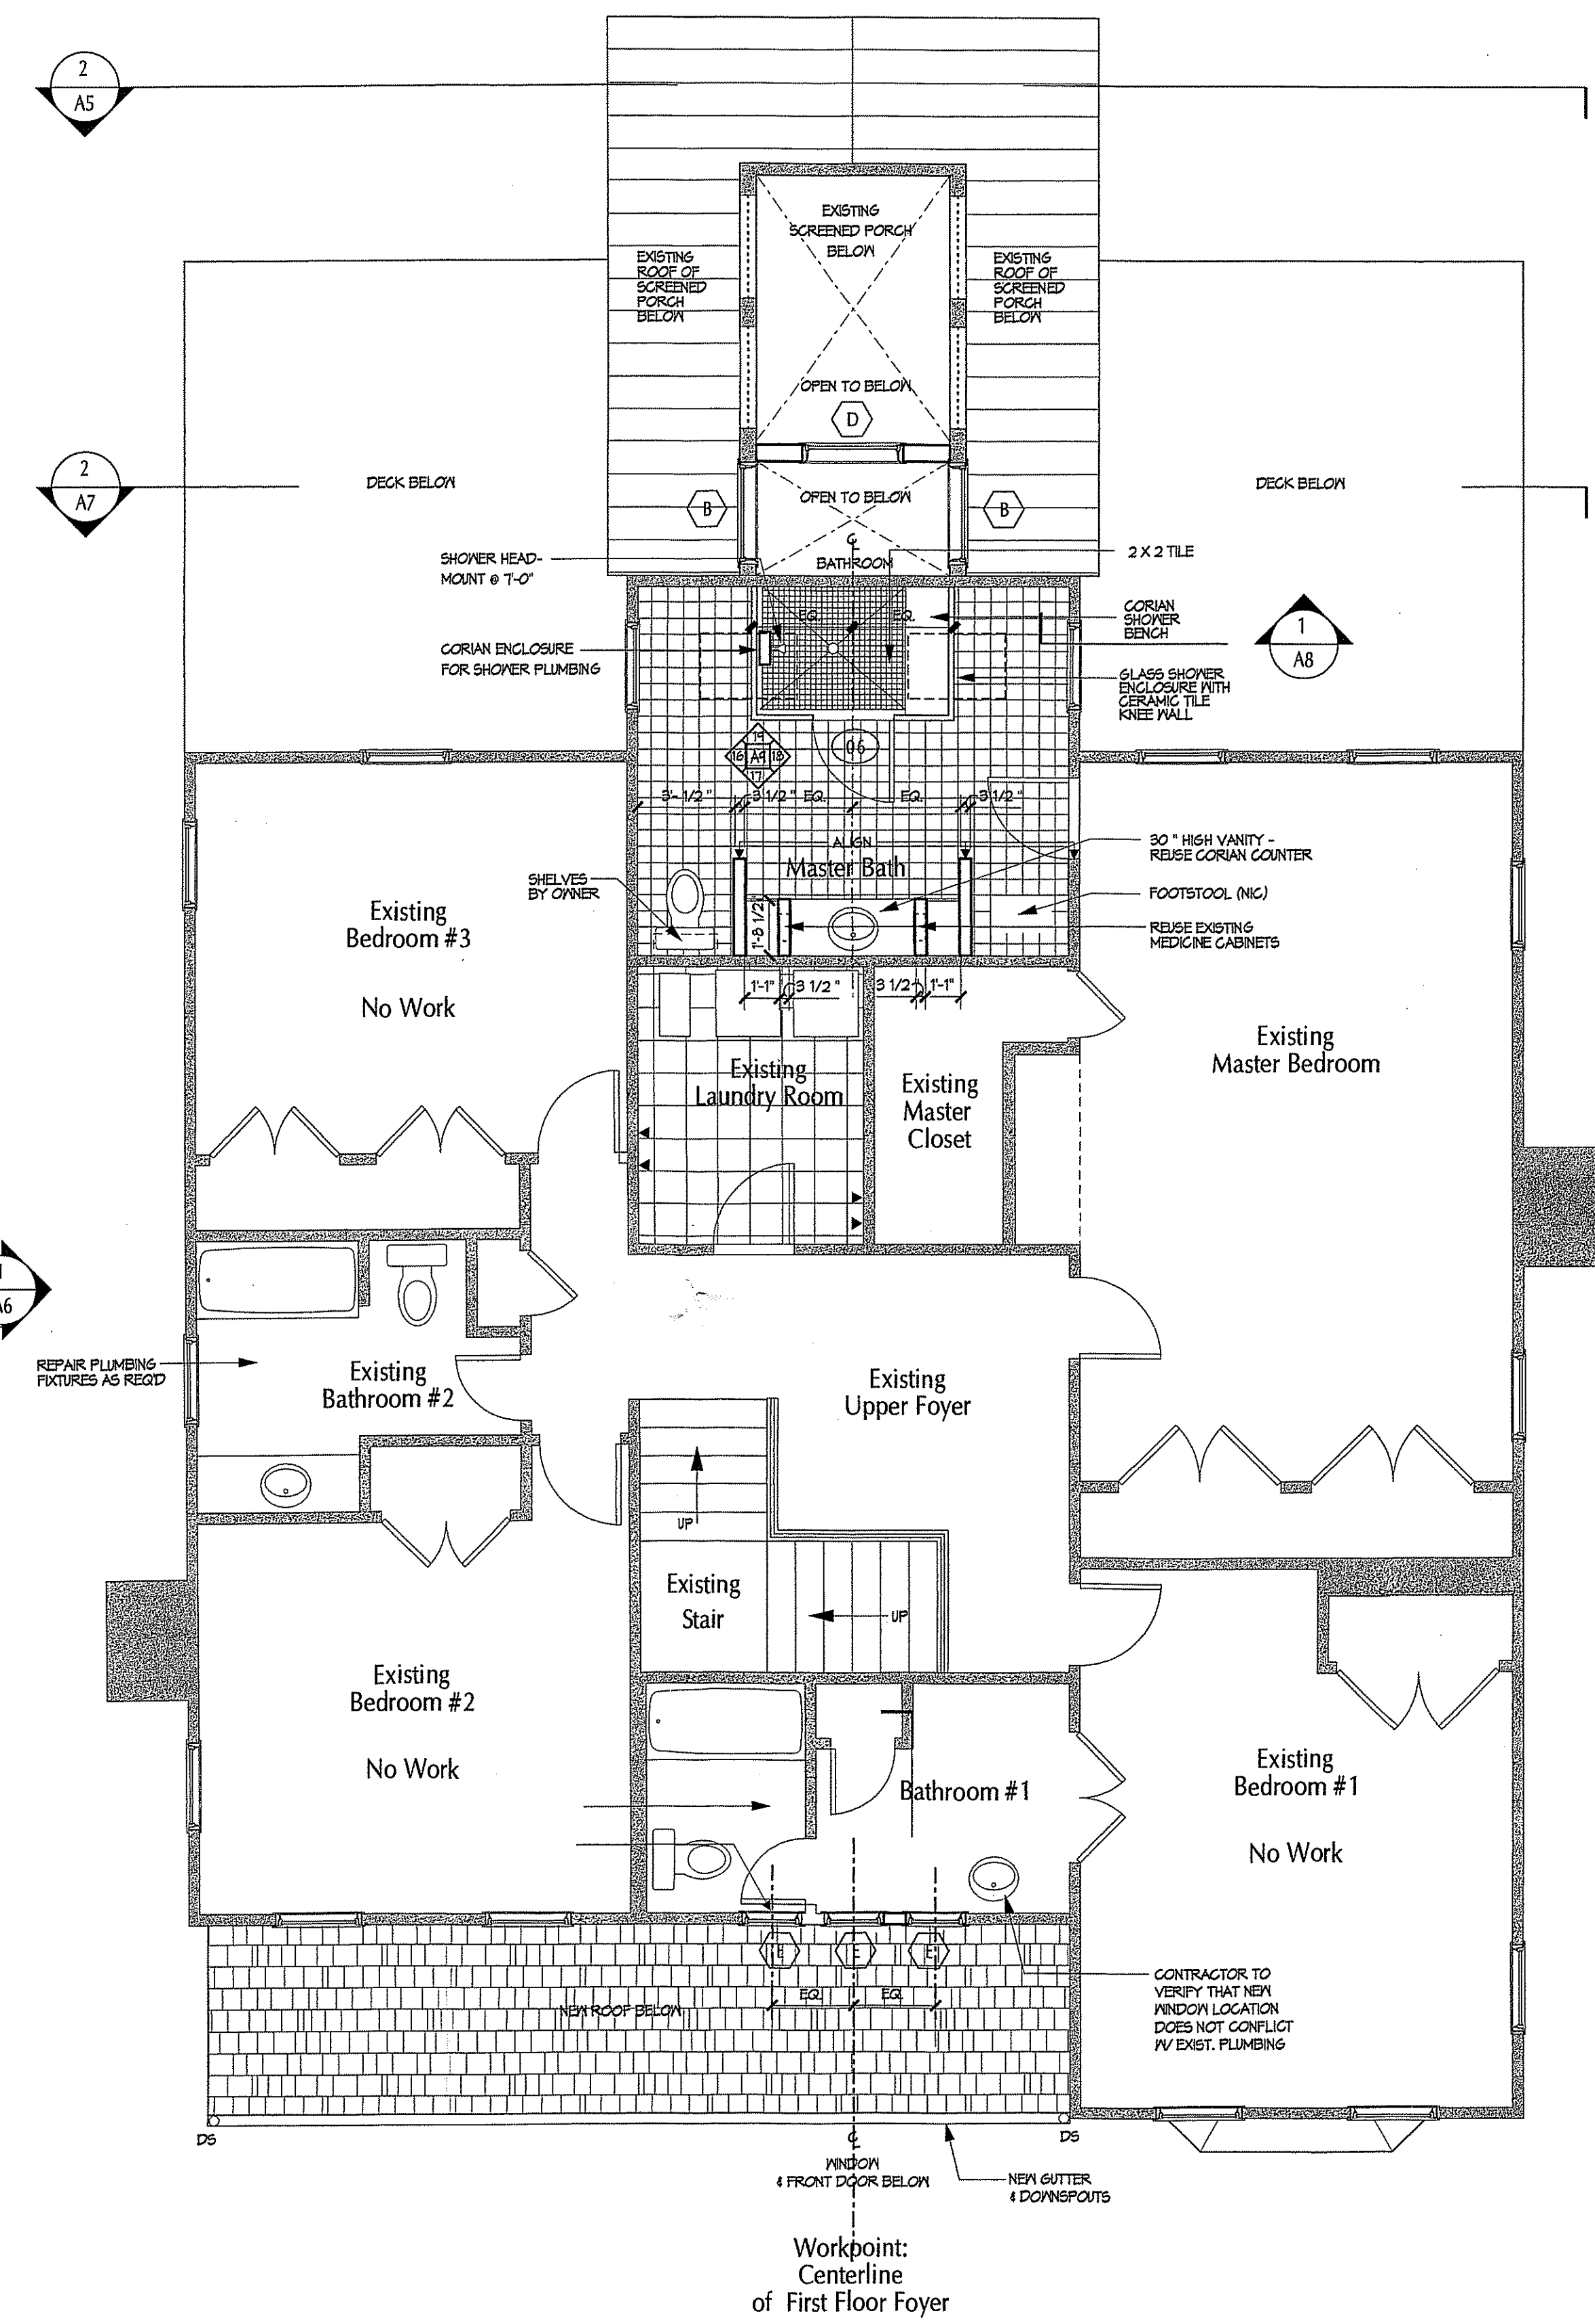 2
A5
EXISTING
SCREENED PORCH
BELOW
EXISTING
ROOF OF
SCREENED
PORCH
BELOW
EXISTING
ROOF OF
SCREENED
PORCH
BELOW
OPEN TO BELOW
D
2
A7
DECK BELOW
DECK BELOW
OPEN TO BELOW
B
B
℄
BATHROOM
SHOWER HEAD-
MOUNT @ 7'-0"
2 X 2 TILE
EQ.
EQ.
CORIAN
SHOWER
BENCH
1
A8
CORIAN ENCLOSURE
FOR SHOWER PLUMBING
GLASS SHOWER
ENCLOSURE WITH
CERAMIC TILE
KNEE WALL
19
16 A9 18
17
06
3'- 1/2"
3 1/2"
EQ.
EQ.
3 1/2"
ALIGN
Master Bath
30 " HIGH VANITY -
REUSE CORIAN COUNTER
SHELVES
BY OWNER
FOOTSTOOL (NIC)
1'-8 1/2"
REUSE EXISTING
MEDICINE CABINETS
Existing
Bedroom #3
No Work
1'-1"
3 1/2 "
3 1/2"
1'-1"
Existing
Laundry Room
Existing
Master
Closet
Existing
Master Bedroom
A6
REPAIR PLUMBING
FIXTURES AS REQ'D
Existing
Bathroom #2
Existing
Upper Foyer
UP
Existing
Stair
UP
Existing
Bedroom #2
No Work
Bathroom #1
Existing
Bedroom #1
No Work
E
E
E
EQ.
EQ.
NEW ROOF BELOW
CONTRACTOR TO
VERIFY THAT NEW
WINDOW LOCATION
DOES NOT CONFLICT
W/ EXIST. PLUMBING
DS
℄
DS
WINDOW
& FRONT DOOR BELOW
NEW GUTTER
& DOWNSPOUTS
Workpoint:
Centerline
of First Floor Foyer